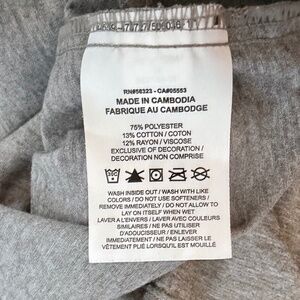 RN#56323 - CA#05553
MADE IN CAMBODIA
FABRIQUE AU CAMBODGE
75% POLYESTER
13% COTTON / COTON
12% RAYON / VISCOSE
EXCLUSIVE OF DECORATION /
DECORATION NON COMPRISE
WASH INSIDE OUT / WASH WITH LIKE
COLORS / DO NOT USE SOFTENERS /
REMOVE IMMEDIATELY / DO NOT ALLOW TO
LAY ON ITSELF WHEN WET
LAVER A L'ENVERS / LAVER AVEC COULEURS
SIMILAIRES / NE PAS UTILISER
D'ADOUCISSEUR / ENLEVER
IMMEDIATEMENT / NE PAS LAISSER LE
VÊTEMENT PLIÉ LORSQU'IL EST MOUILLÉ